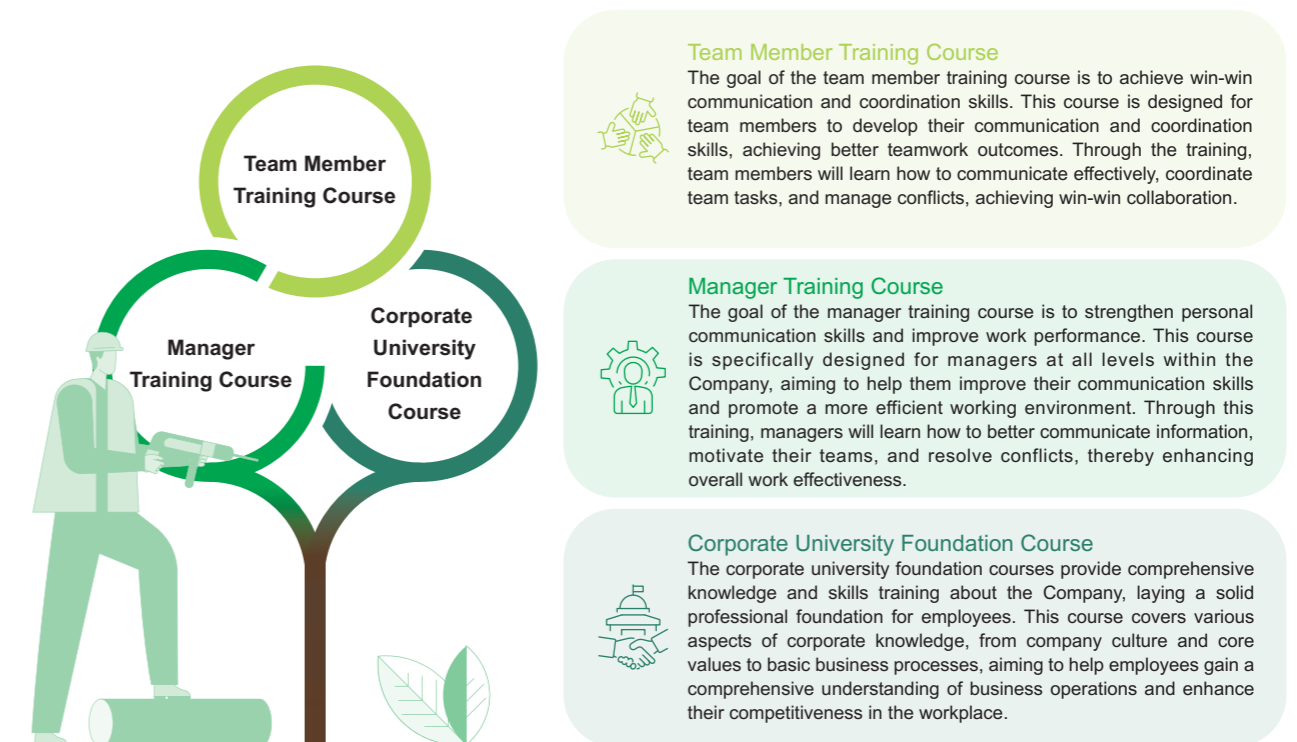 Team Member
Training Course
Manager
Training Course
Corporate
University
Foundation
Course
Team Member Training Course
The goal of the team member training course is to achieve win-win
communication and coordination skills. This course is designed for
team members to develop their communication and coordination
skills, achieving better teamwork outcomes. Through the training,
team members will learn how to communicate effectively, coordinate
team tasks, and manage conflicts, achieving win-win collaboration.
Manager Training Course
The goal of the manager training course is to strengthen personal
communication skills and improve work performance. This course
is specifically designed for managers at all levels within the
Company, aiming to help them improve their communication skills
and promote a more efficient working environment. Through this
training, managers will learn how to better communicate information,
motivate their teams, and resolve conflicts, thereby enhancing
overall work effectiveness.
Corporate University Foundation Course
The corporate university foundation courses provide comprehensive
knowledge and skills training about the Company, laying a solid
professional foundation for employees. This course covers various
aspects of corporate knowledge, from company culture and core
values to basic business processes, aiming to help employees gain a
comprehensive understanding of business operations and enhance
their competitiveness in the workplace.